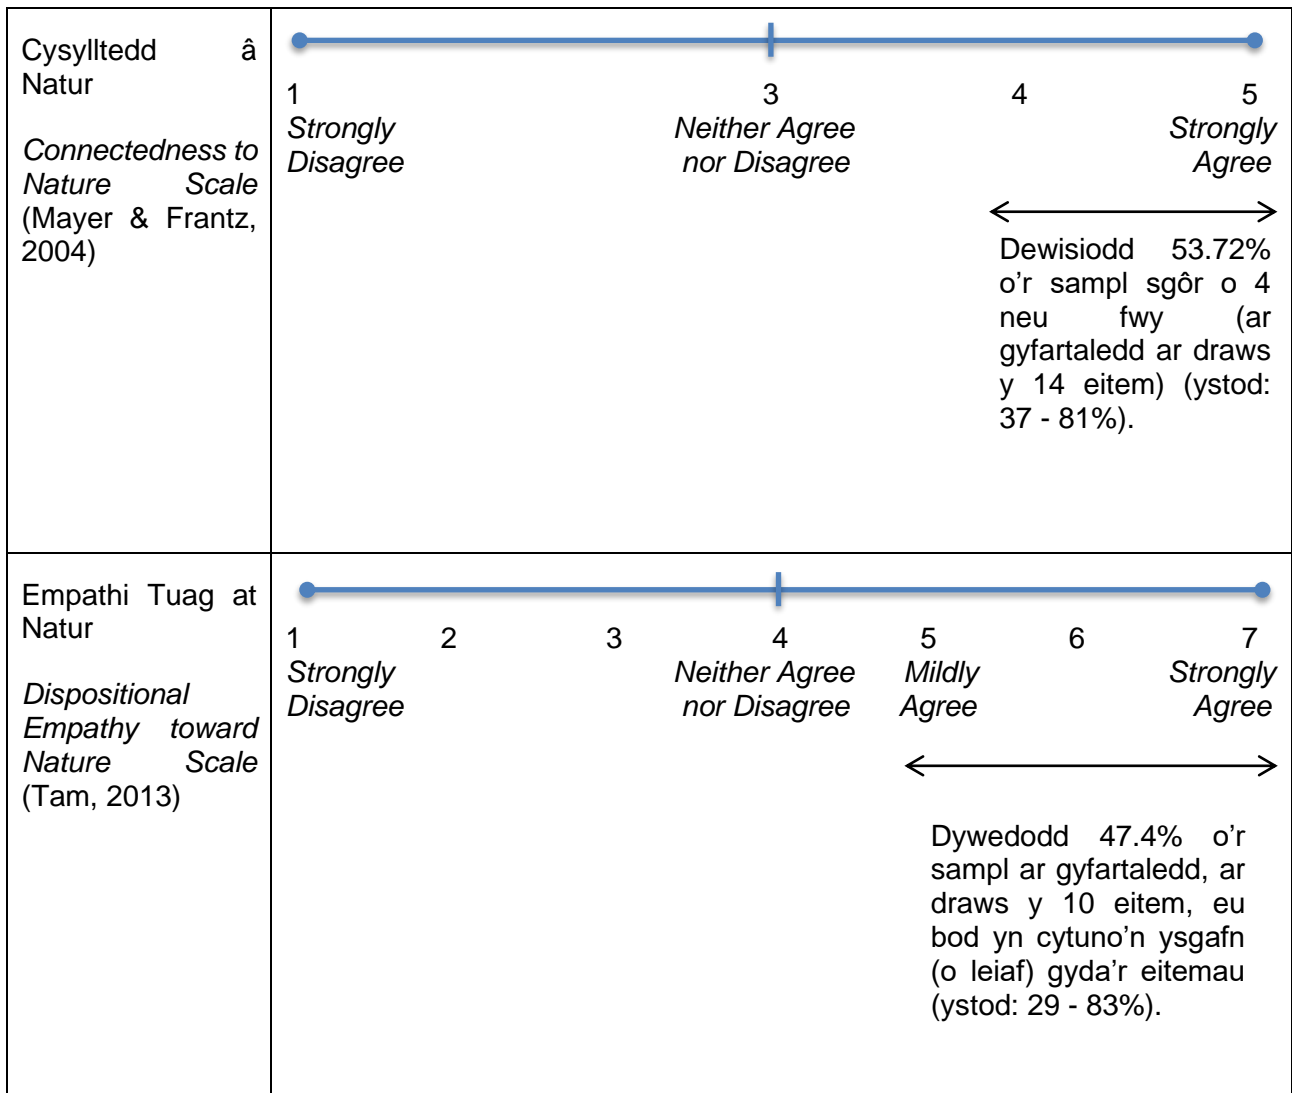 Cysylltedd â
Natur
Connectedness to
Nature Scale
(Mayer & Frantz,
2004)
1 3 4 5
Strongly Neither Agree Strongly
Disagree nor Disagree Agree
Dewisiodd 53.72%
o’r sampl sgôr o 4
neu fwy (ar
gyfartaledd ar draws
y 14 eitem) (ystod:
37 - 81%).
Empathi Tuag at
Natur
Dispositional
Empathy toward
Nature Scale
(Tam, 2013)
1 2 3 4 5 6 7
Strongly Neither Agree Mildly Strongly
Disagree nor Disagree Agree Agree
Dywedodd 47.4% o’r
sampl ar gyfartaledd, ar
draws y 10 eitem, eu
bod yn cytuno’n ysgafn
(o leiaf) gyda’r eitemau
(ystod: 29 - 83%).